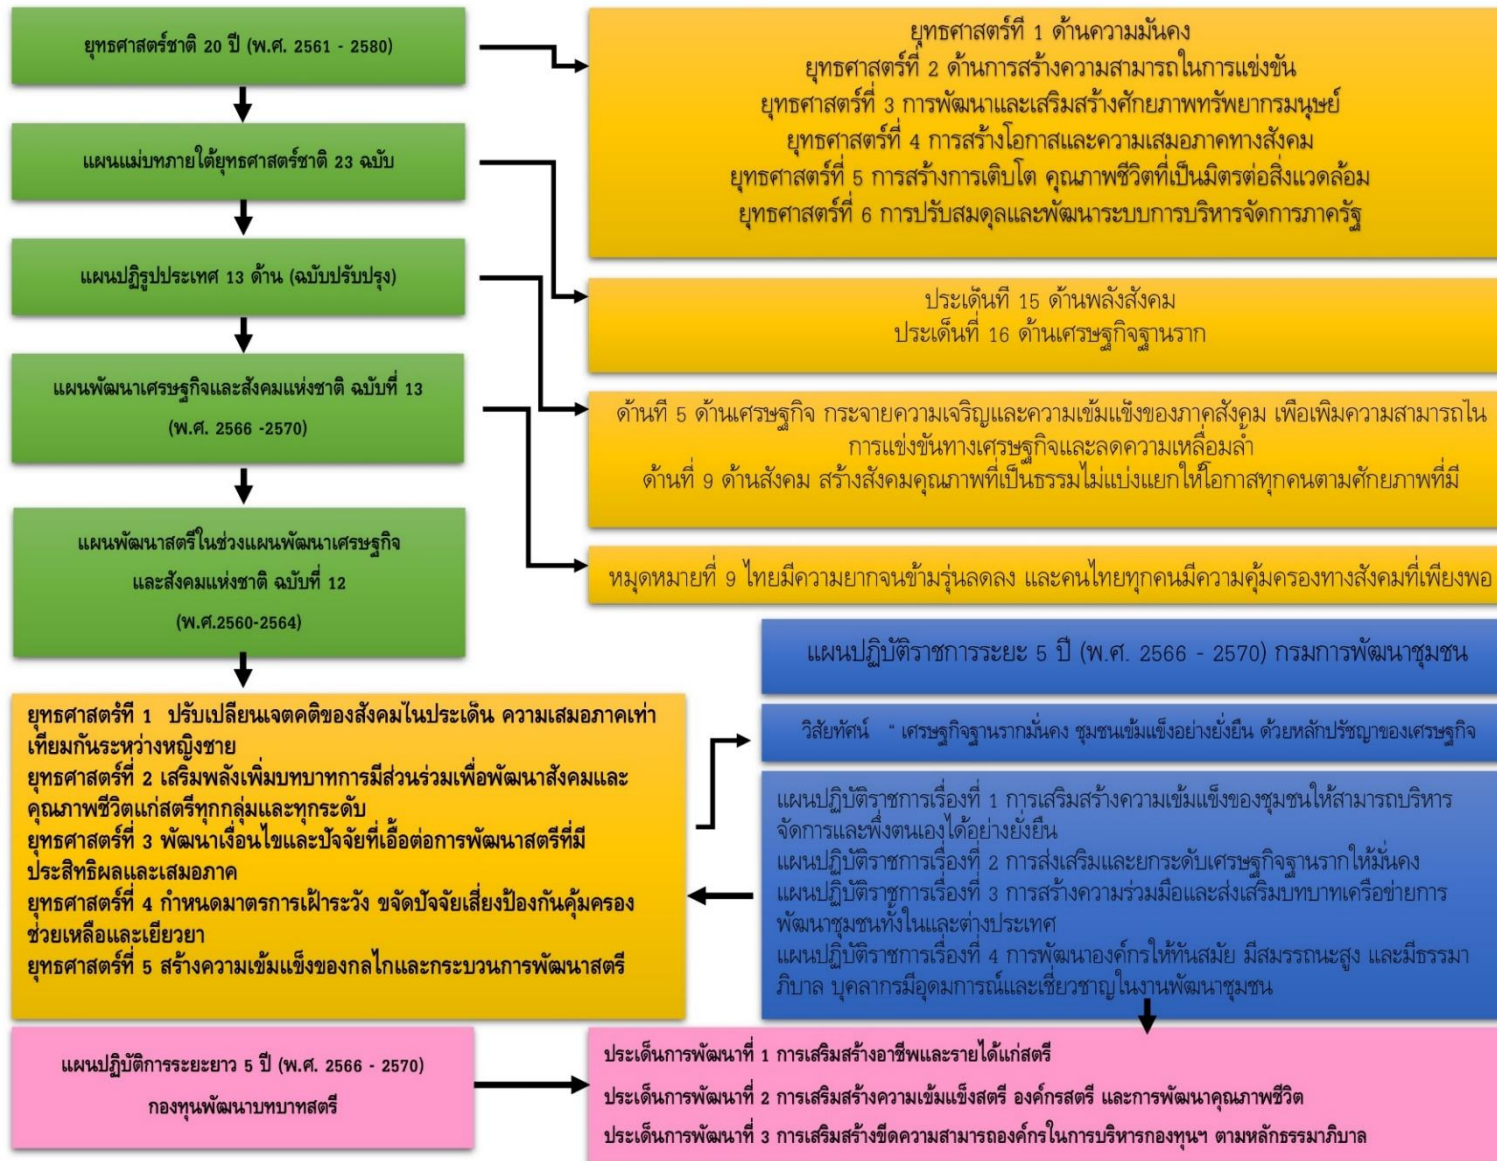 ยุทธศาสตร์ชาติ 20 ปี (พ.ศ. 2561 - 2580)
แผนแม่บทภายใต้ยุทธศาสตร์ชาติ 23 ฉบับ
แผนปฏิรูปประเทศ 13 ด้าน (ฉบับปรับปรุง)
แผนพัฒนาเศรษฐกิจและสังคมแห่งชาติ ฉบับที่ 13
(พ.ศ. 2566 -2570)
แผนพัฒนาสตรีในช่วงแผนพัฒนาเศรษฐกิจ
และสังคมแห่งชาติ ฉบับที่ 12
(พ.ศ.2560-2564)
ยุทธศาสตร์ที่ 1 ด้านความมั่นคง
ยุทธศาสตร์ที่ 2 ด้านการสร้างความสามารถในการแข่งขัน
ยุทธศาสตร์ที่ 3 การพัฒนาและเสริมสร้างศักยภาพทรัพยากรมนุษย์
ยุทธศาสตร์ที่ 4 การสร้างโอกาสและความเสมอภาคทางสังคม
ยุทธศาสตร์ที่ 5 การสร้างการเติบโต คุณภาพชีวิตที่เป็นมิตรต่อสิ่งแวดล้อม
ยุทธศาสตร์ที่ 6 การปรับสมดุลและพัฒนาระบบการบริหารจัดการภาครัฐ
ประเด็นที่ 15 ด้านพลังสังคม
ประเด็นที่ 16 ด้านเศรษฐกิจฐานราก
ด้านที่ 5 ด้านเศรษฐกิจ กระจายความเจริญและความเข้มแข็งของภาคสังคม เพื่อเพิ่มความสามารถใน
การแข่งขันทางเศรษฐกิจและลดความเหลื่อมล้ำ
ด้านที่ 9 ด้านสังคม สร้างสังคมคุณภาพที่เป็นธรรมไม่แบ่งแยกให้โอกาสทุกคนตามศักยภาพที่มี
หมุดหมายที่ 9 ไทยมีความยากจนข้ามรุ่นลดลง และคนไทยทุกคนมีความคุ้มครองทางสังคมที่เพียงพอ
ยุทธศาสตร์ที่ 1 ปรับเปลี่ยนเจตคติของสังคมในประเด็น ความเสมอภาคเท่า
เทียมกันระหว่างหญิงชาย
ยุทธศาสตร์ที่ 2 เสริมพลังเพิ่มบทบาทการมีส่วนร่วมเพื่อพัฒนาสังคมและ
คุณภาพชีวิตแก่สตรีทุกกลุ่มและทุกระดับ
ยุทธศาสตร์ที่ 3 พัฒนาเงื่อนไขและปัจจัยที่เอื้อต่อการพัฒนาสตรีที่มี
ประสิทธิผลและเสมอภาค
ยุทธศาสตร์ที่ 4 กำหนดมาตรการเฝ้าระวัง ขจัดปัจจัยเสี่ยงป้องกันคุ้มครอง
ช่วยเหลือและเยียวยา
ยุทธศาสตร์ที่ 5 สร้างความเข้มแข็งของกลไกและกระบวนการพัฒนาสตรี
แผนปฏิบัติราชการระยะ 5 ปี (พ.ศ. 2566 - 2570) กรมการพัฒนาชุมชน
วิสัยทัศน์ " เศรษฐกิจฐานรากมั่นคง ชุมชนเข้มแข็งอย่างยั่งยืน ด้วยหลักปรัชญาของเศรษฐกิจ
แผนปฏิบัติราชการเรื่องที่ 1 การเสริมสร้างความเข้มแข็งของชุมชนให้สามารถบริหาร
จัดการและพึ่งตนเองได้อย่างยั่งยืน
แผนปฏิบัติราชการเรื่องที่ 2 การส่งเสริมและยกระดับเศรษฐกิจฐานรากให้มั่นคง
แผนปฏิบัติราชการเรื่องที่ 3 การสร้างความร่วมมือและส่งเสริมบทบาทเครือข่ายการ
พัฒนาชุมชนทั้งในและต่างประเทศ
แผนปฏิบัติราชการเรื่องที่ 4 การพัฒนาองค์กรให้ทันสมัย มีสมรรถนะสูง และมีธรรมา
ภิบาล บุคลากรมีอุดมการณ์และเชี่ยวชาญในงานพัฒนาชุมชน
แผนปฏิบัติการระยะยาว 5 ปี (พ.ศ. 2566 - 2570)
กองทุนพัฒนาบทบาทสตรี
ประเด็นการพัฒนาที่ 1 การเสริมสร้างอาชีพและรายได้แก่สตรี
ประเด็นการพัฒนาที่ 2 การเสริมสร้างความเข้มแข็งสตรี องค์กรสตรี และการพัฒนาคุณภาพชีวิต
ประเด็นการพัฒนาที่ 3 การเสริมสร้างขีดความสามารถองค์กรในการบริหารกองทุนฯ ตามหลักธรรมาภิบาล